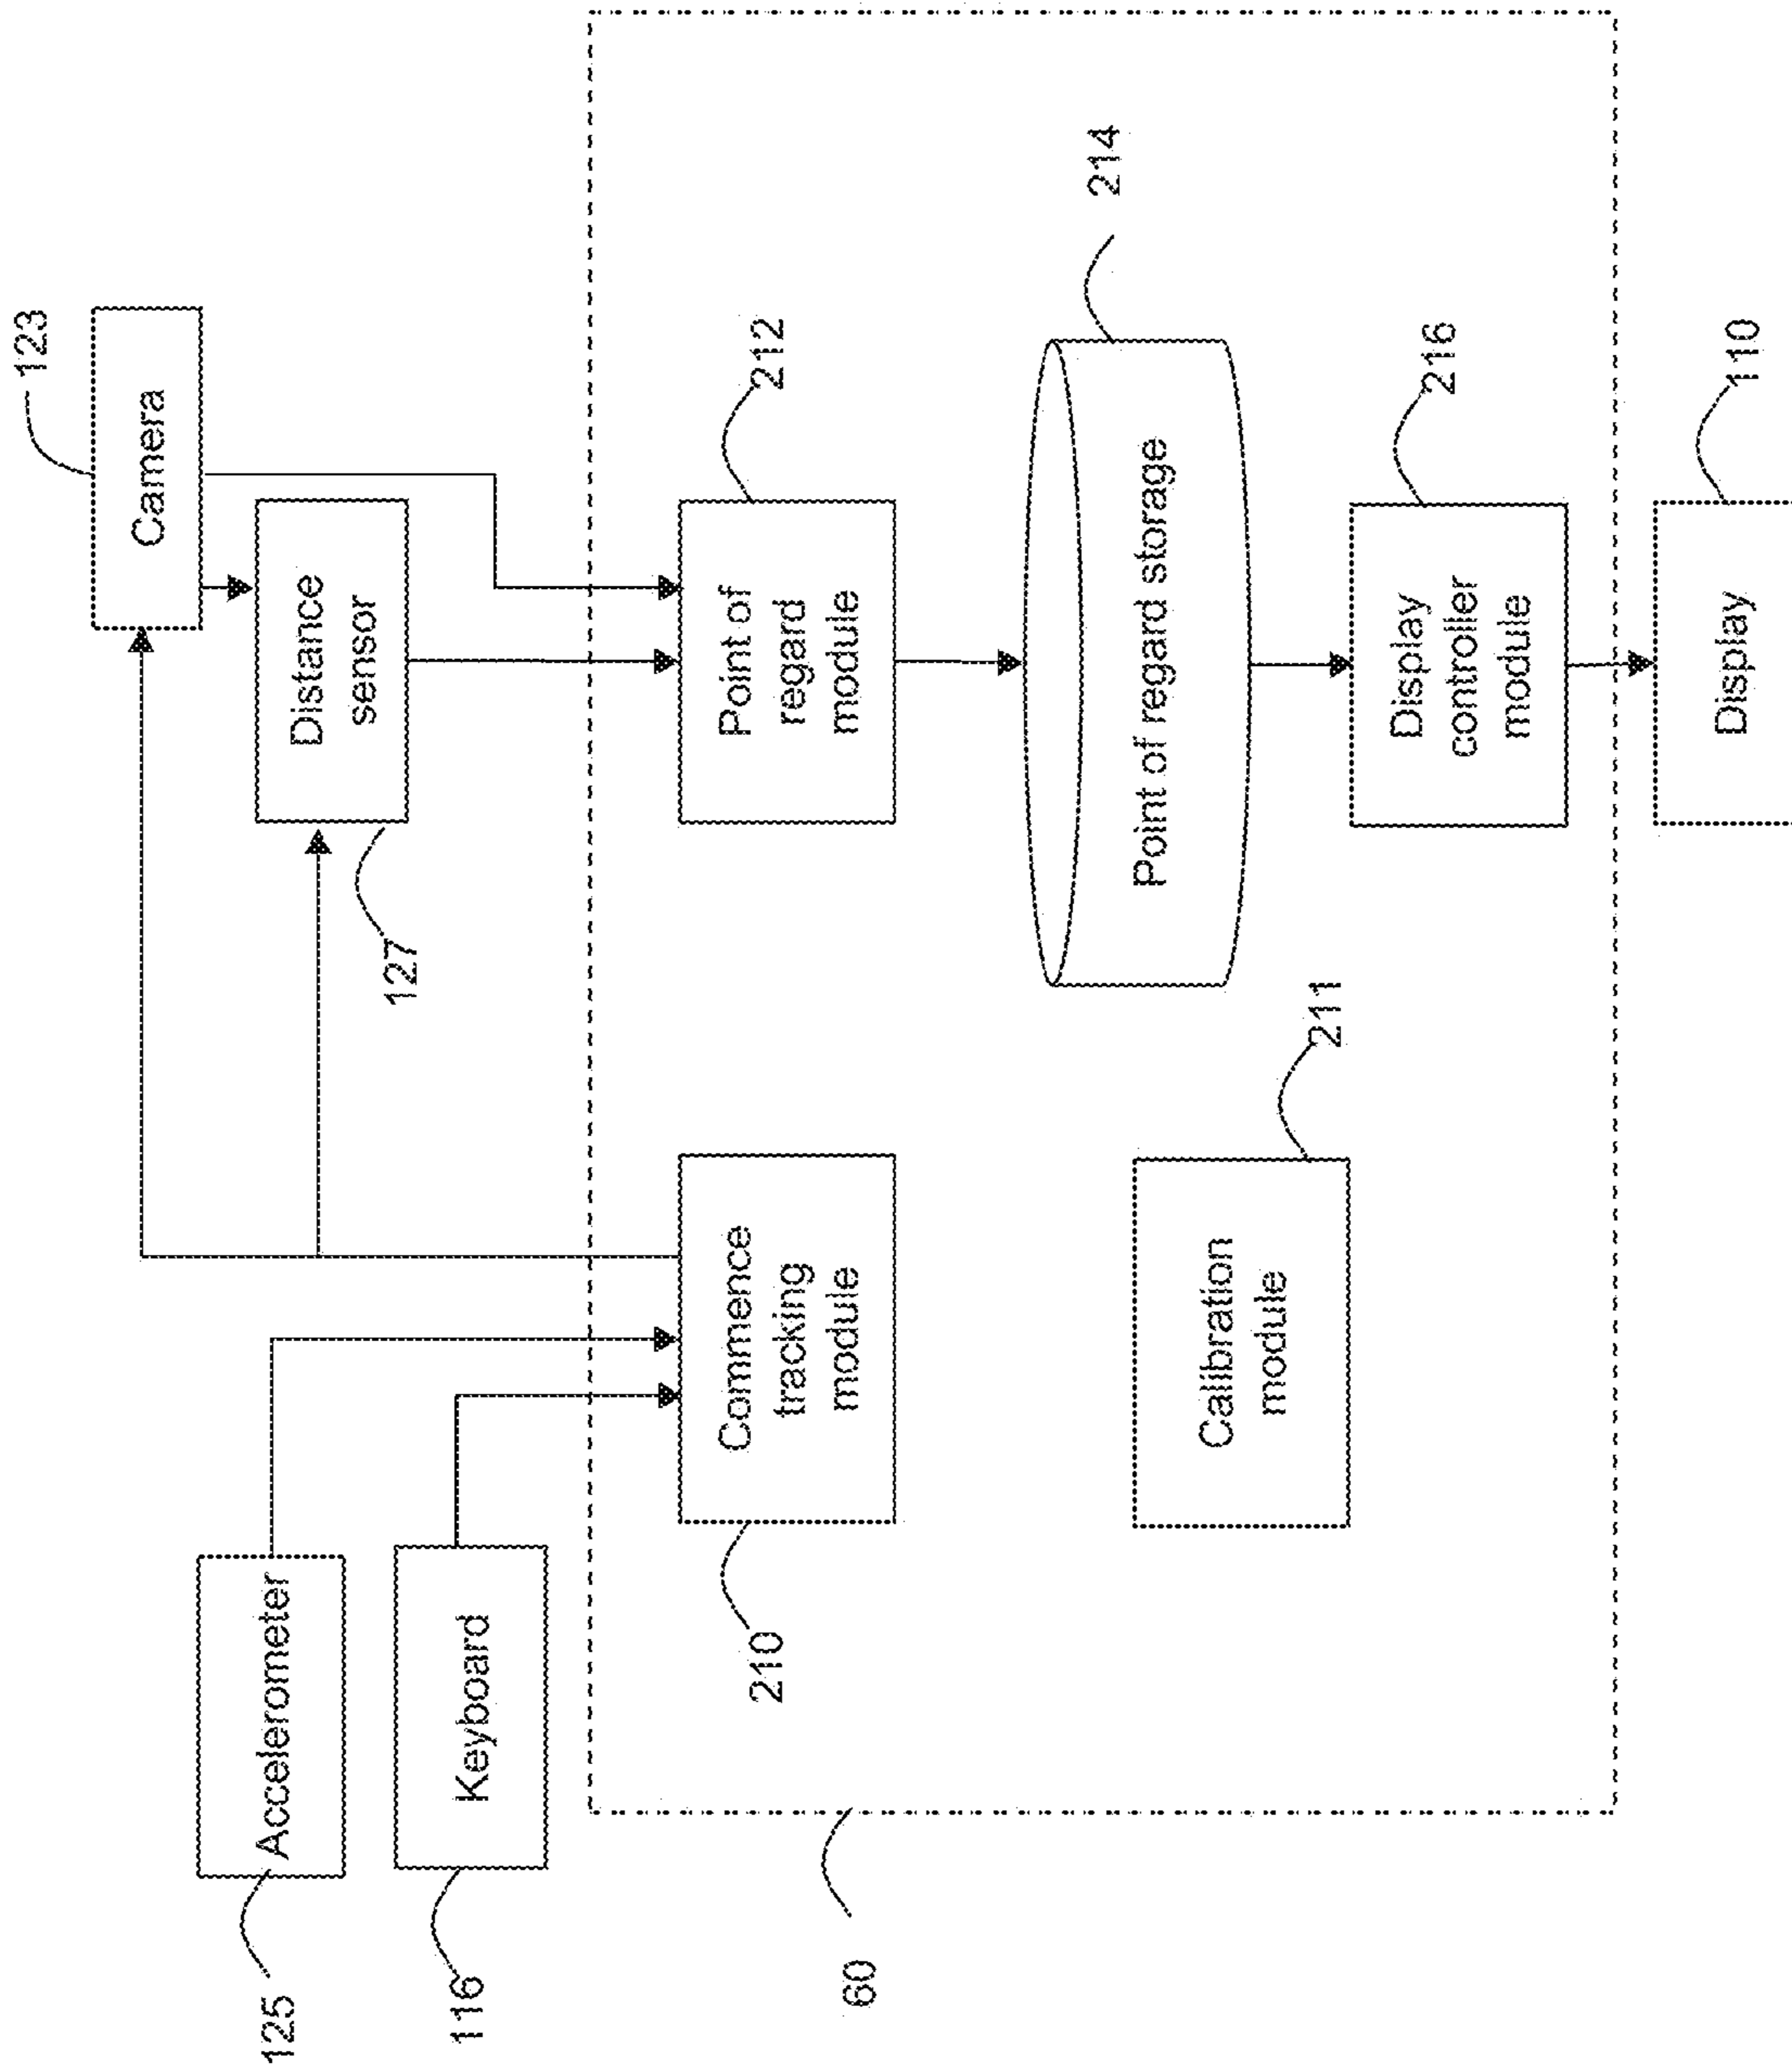 123
Camera
Distance
sensor
127
125
Accelerometer
116
Keyboard
Commence
tracking
module
210
Point of
regard
module
212
Point of regard storage
214
Calibration
module
211
Display
controller
module
216
60
Display
110